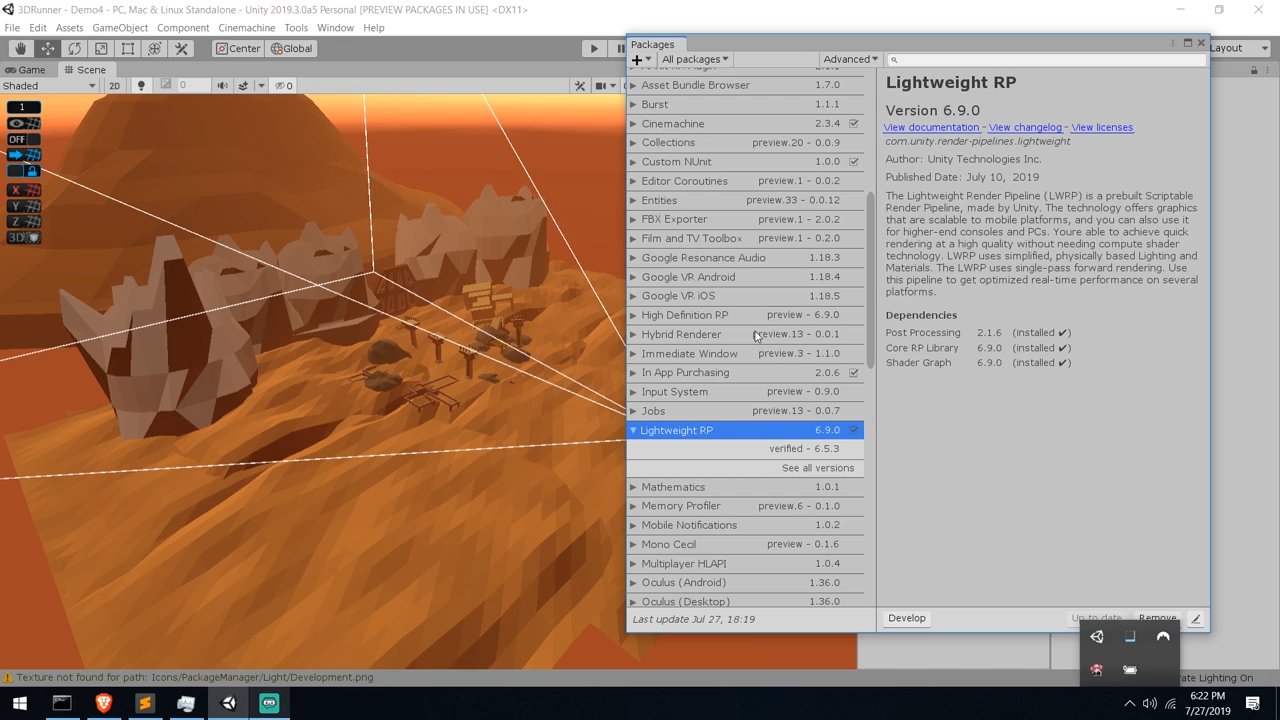 3DRunner - Demo4 - PC, Mac & Linux Standalone - Unity 2019.3.0a5 Personal [PREVIEW PACKAGES IN USE] <DX11>
File Edit Assets GameObject Component Cinemachine Tools Window Help
Center Global Layout
Game Scene
Shaded 2D 0 0
1
OFF
X
Y
Z
3D
Packages
All packages Advanced
Asset Bundle Browser 1.7.0
Burst 1.1.1
Cinemachine 2.3.4
Collections preview.20 - 0.0.9
Custom NUnit 1.0.0
Editor Coroutines preview.1 - 0.0.2
Entities preview.33 - 0.0.12
FBX Exporter preview.1 - 2.0.2
Film and TV Toolbox preview.1 - 0.2.0
Google Resonance Audio 1.18.3
Google VR Android 1.18.4
Google VR iOS 1.18.5
High Definition RP preview - 6.9.0
Hybrid Renderer preview.13 - 0.0.1
Immediate Window preview.3 - 1.1.0
In App Purchasing 2.0.6
Input System preview - 0.9.0
Jobs preview.13 - 0.0.7
Lightweight RP 6.9.0
verified - 6.5.3
See all versions
Mathematics 1.0.1
Memory Profiler preview.6 - 0.1.0
Mobile Notifications 1.0.2
Mono Cecil preview - 0.1.6
Multiplayer HLAPI 1.0.4
Oculus (Android) 1.36.0
Oculus (Desktop) 1.36.0
Last update Jul 27, 18:19
Lightweight RP
Version 6.9.0
View documentation - View changelog - View licenses
com.unity.render-pipelines.lightweight
Author: Unity Technologies Inc.
Published Date: July 10, 2019
The Lightweight Render Pipeline (LWRP) is a prebuilt Scriptable
Render Pipeline, made by Unity. The technology offers graphics
that are scalable to mobile platforms, and you can also use it
for higher-end consoles and PCs. Youre able to achieve quick
rendering at a high quality without needing compute shader
technology. LWRP uses simplified, physically based Lighting and
Materials. The LWRP uses single-pass forward rendering. Use
this pipeline to get optimized real-time performance on several
platforms.
Dependencies
Post Processing 2.1.6 (installed ✔)
Core RP Library 6.9.0 (installed ✔)
Shader Graph 6.9.0 (installed ✔)
Develop Up to date Remove
Texture not found for path: Icons/PackageManager/Light/Development.png
rate Lighting On
6:22 PM
7/27/2019